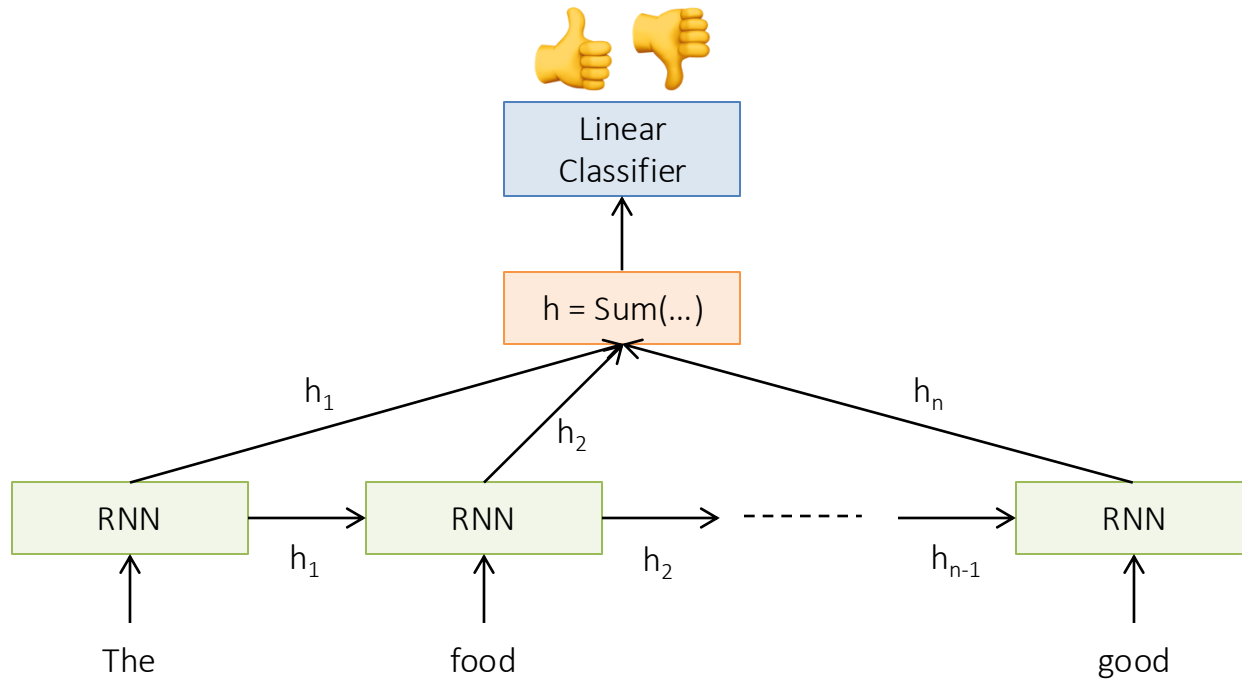 Linear
Classifier
h = Sum(...)
h₁
h₂
hₙ
RNN
RNN
RNN
h₁
h₂
hₙ₋₁
The
food
good